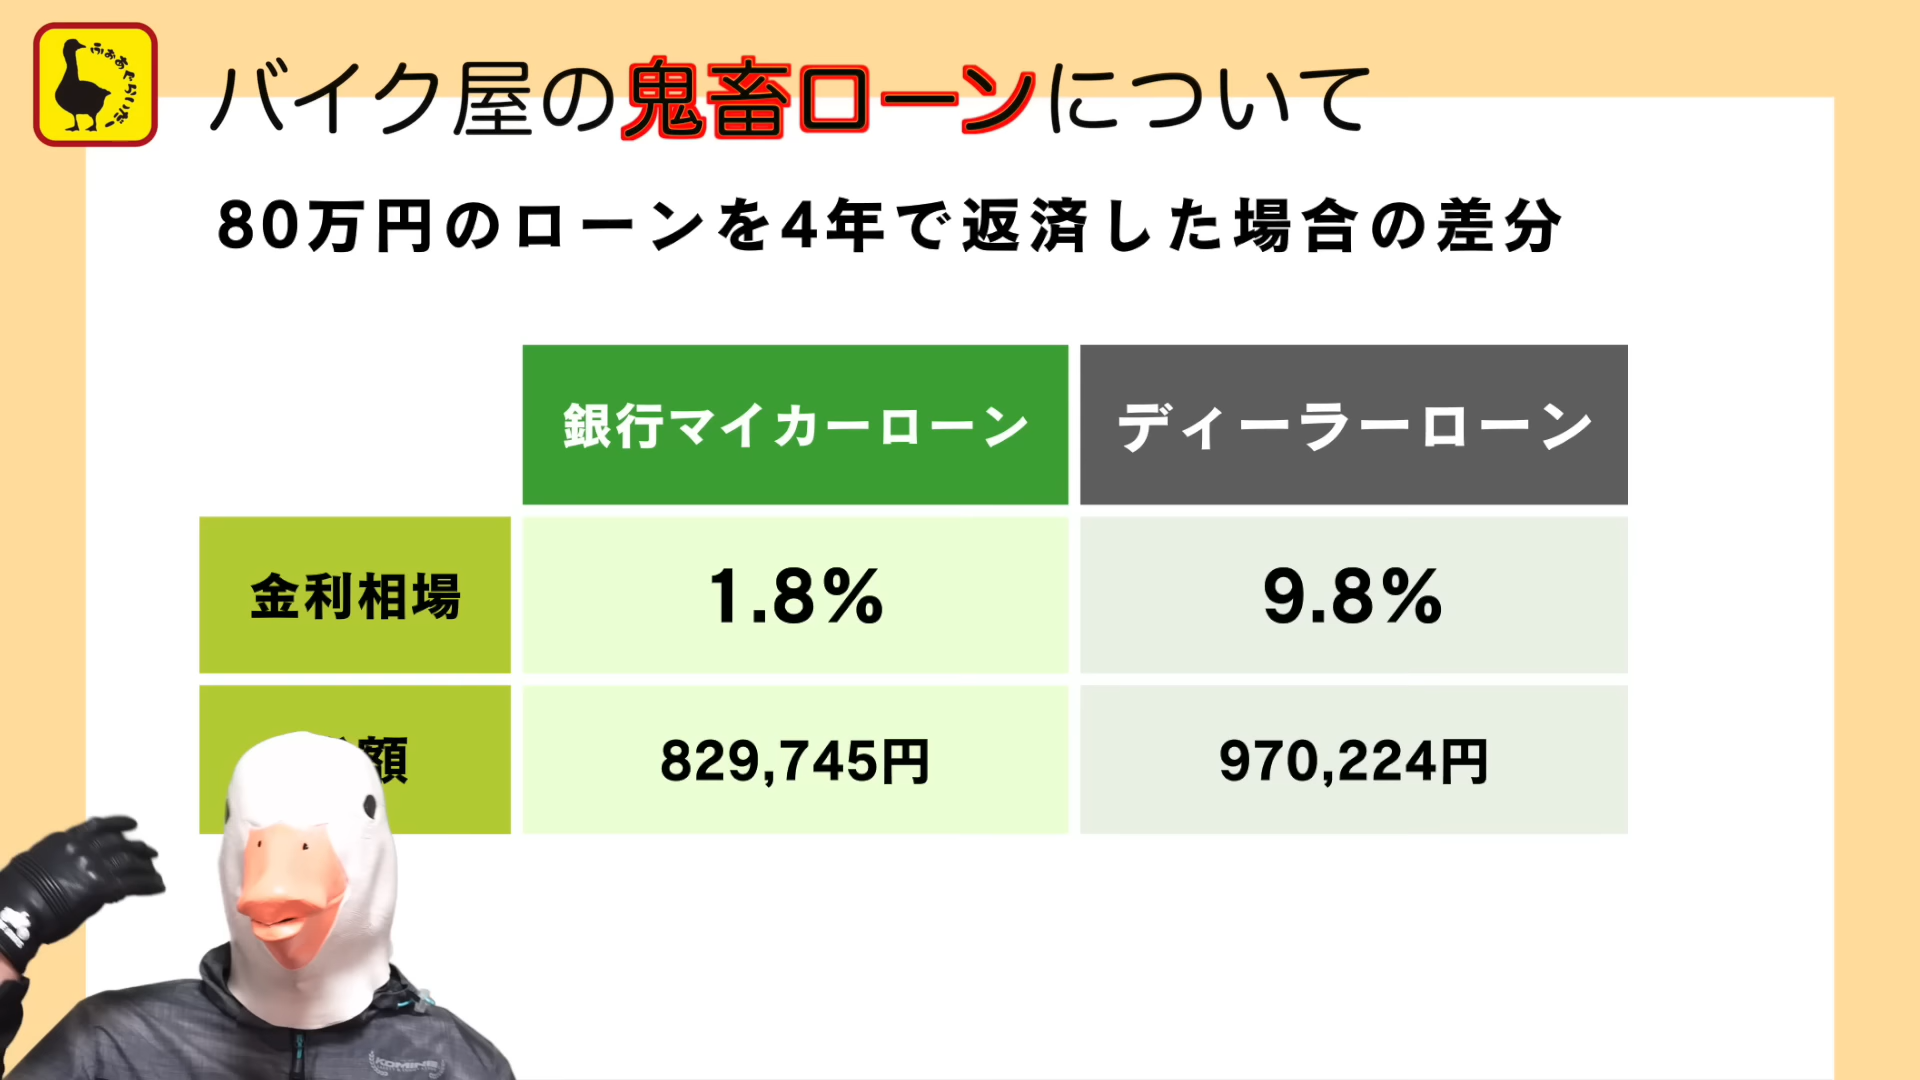 バイク屋の鬼畜ローンについて
80万円のローンを4年で返済した場合の差分
銀行マイカーローン
ディーラーローン
金利相場
1.8%
9.8%
額
829,745円
970,224円
KOMINE